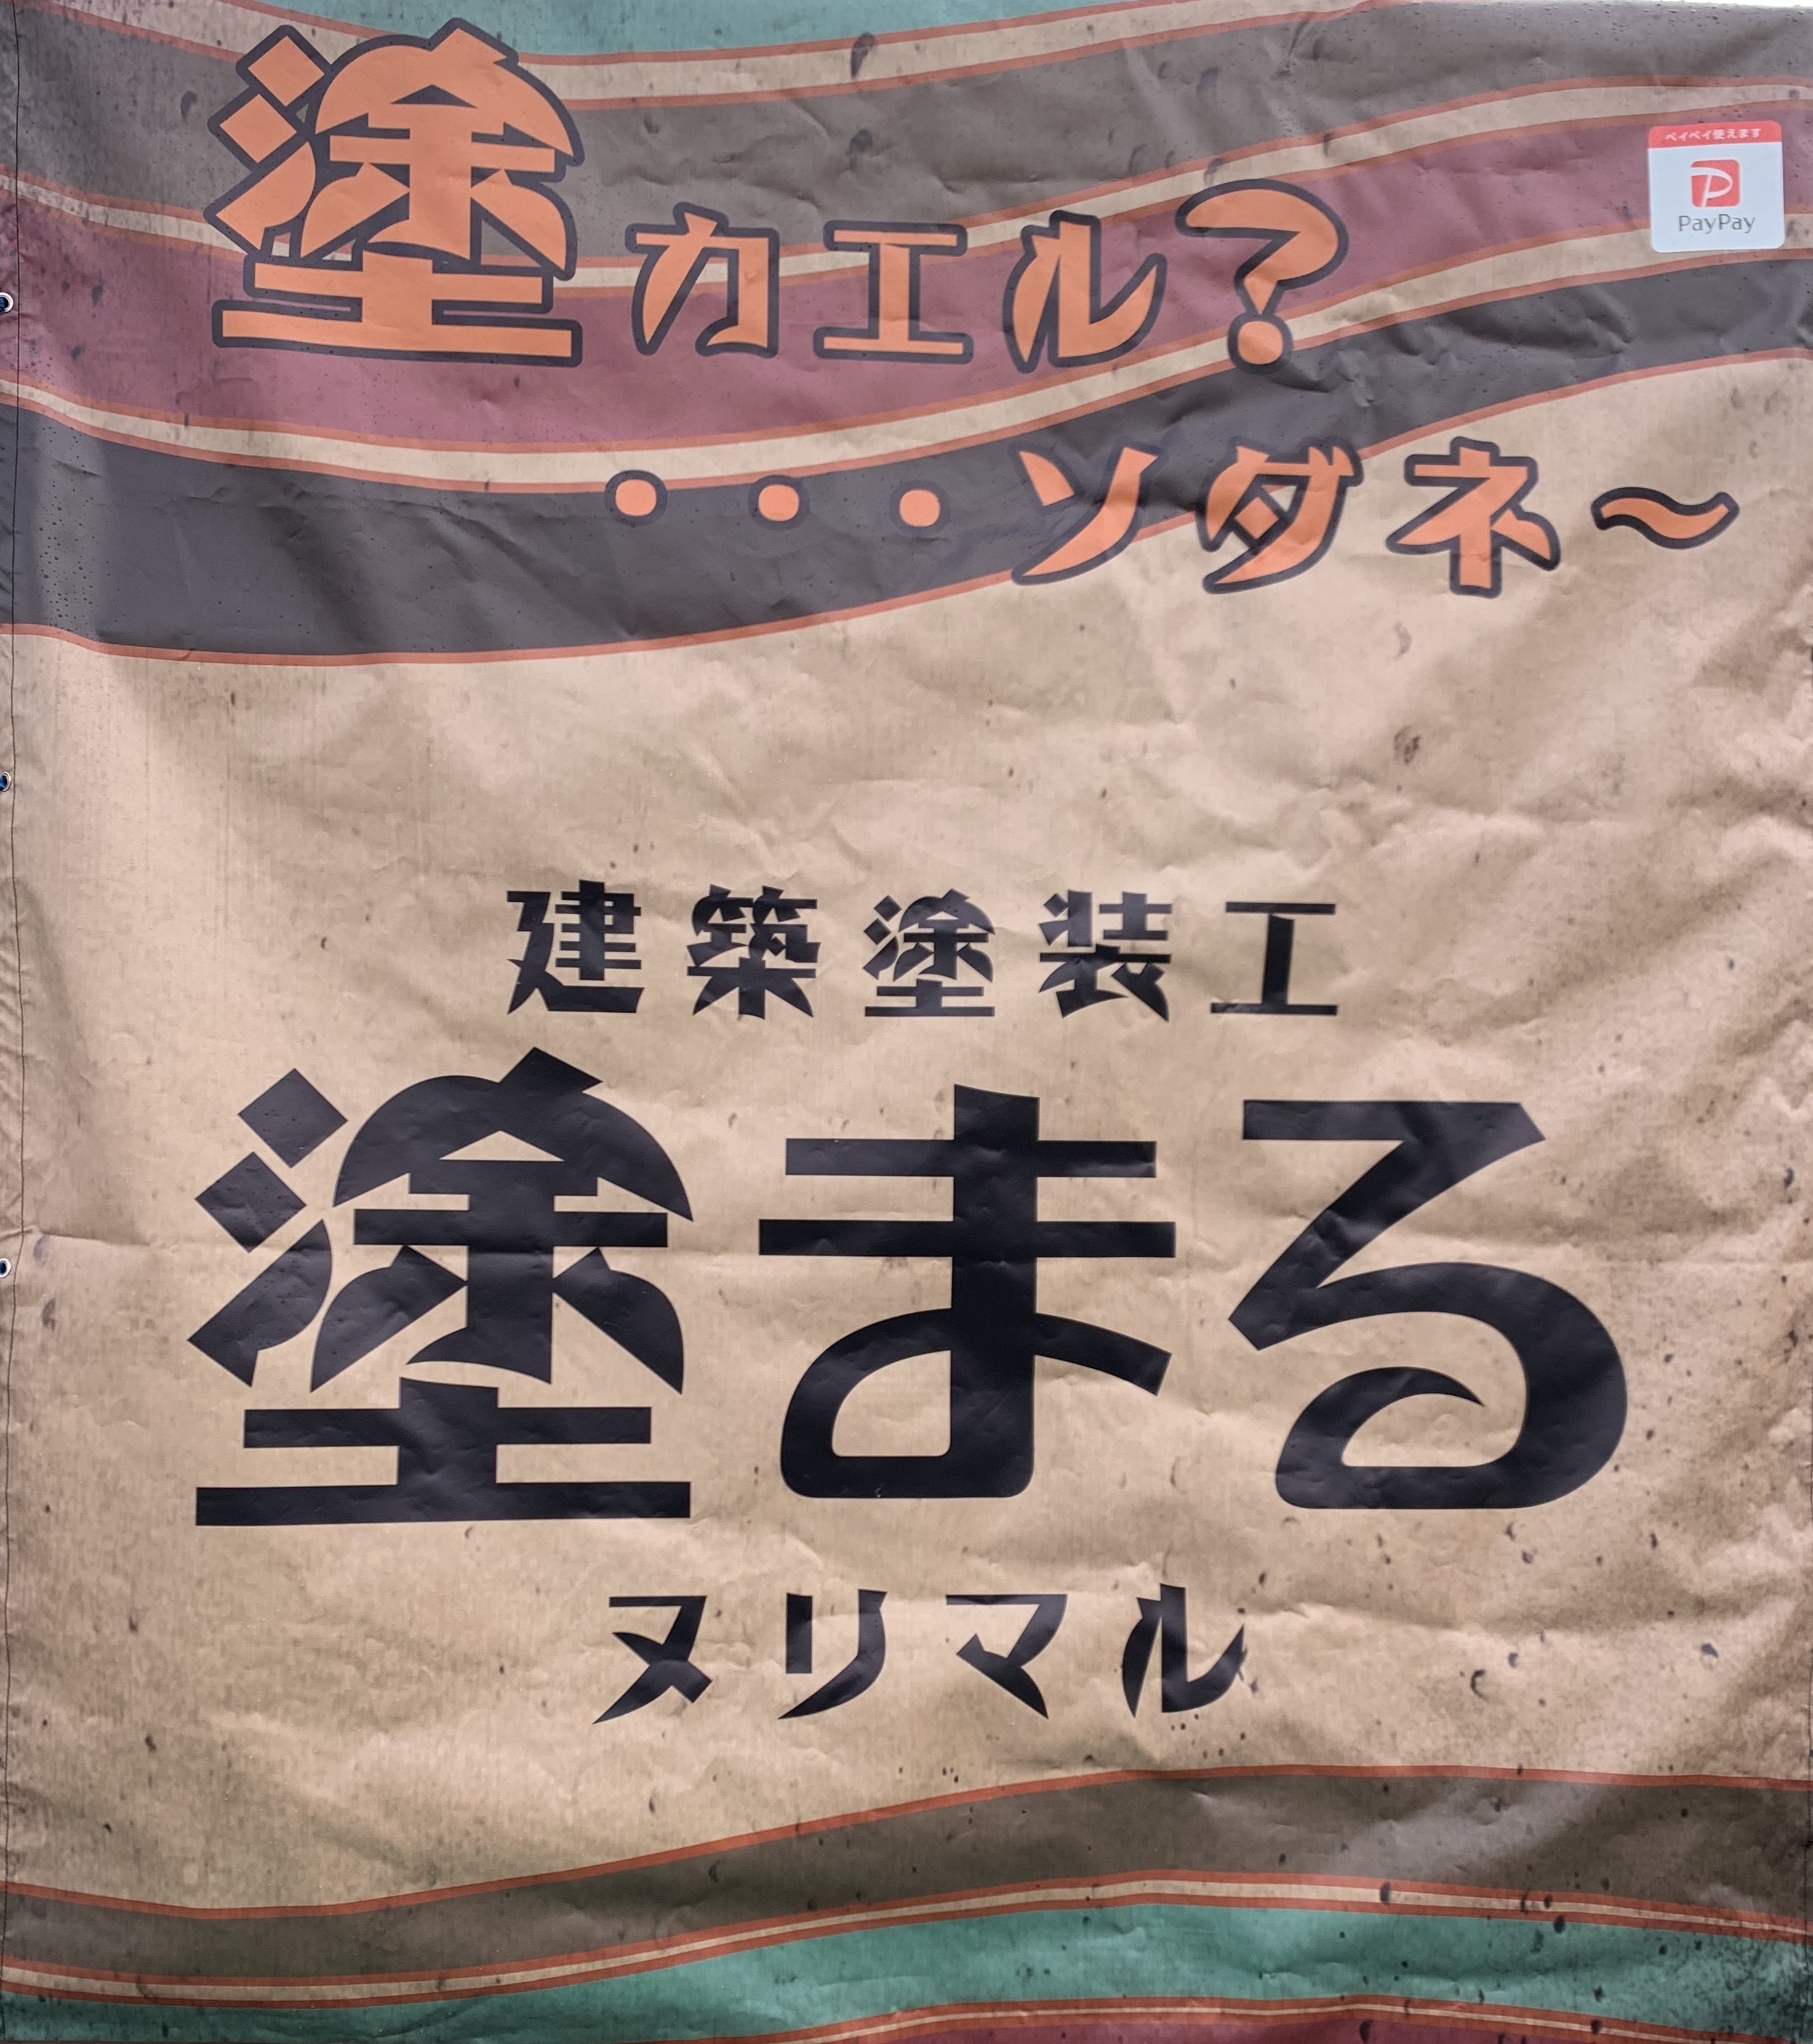 塗カエル?
ペイペイ使えます
PayPay
・・・ソダネ～
建築塗装工
塗まる
ヌリマル